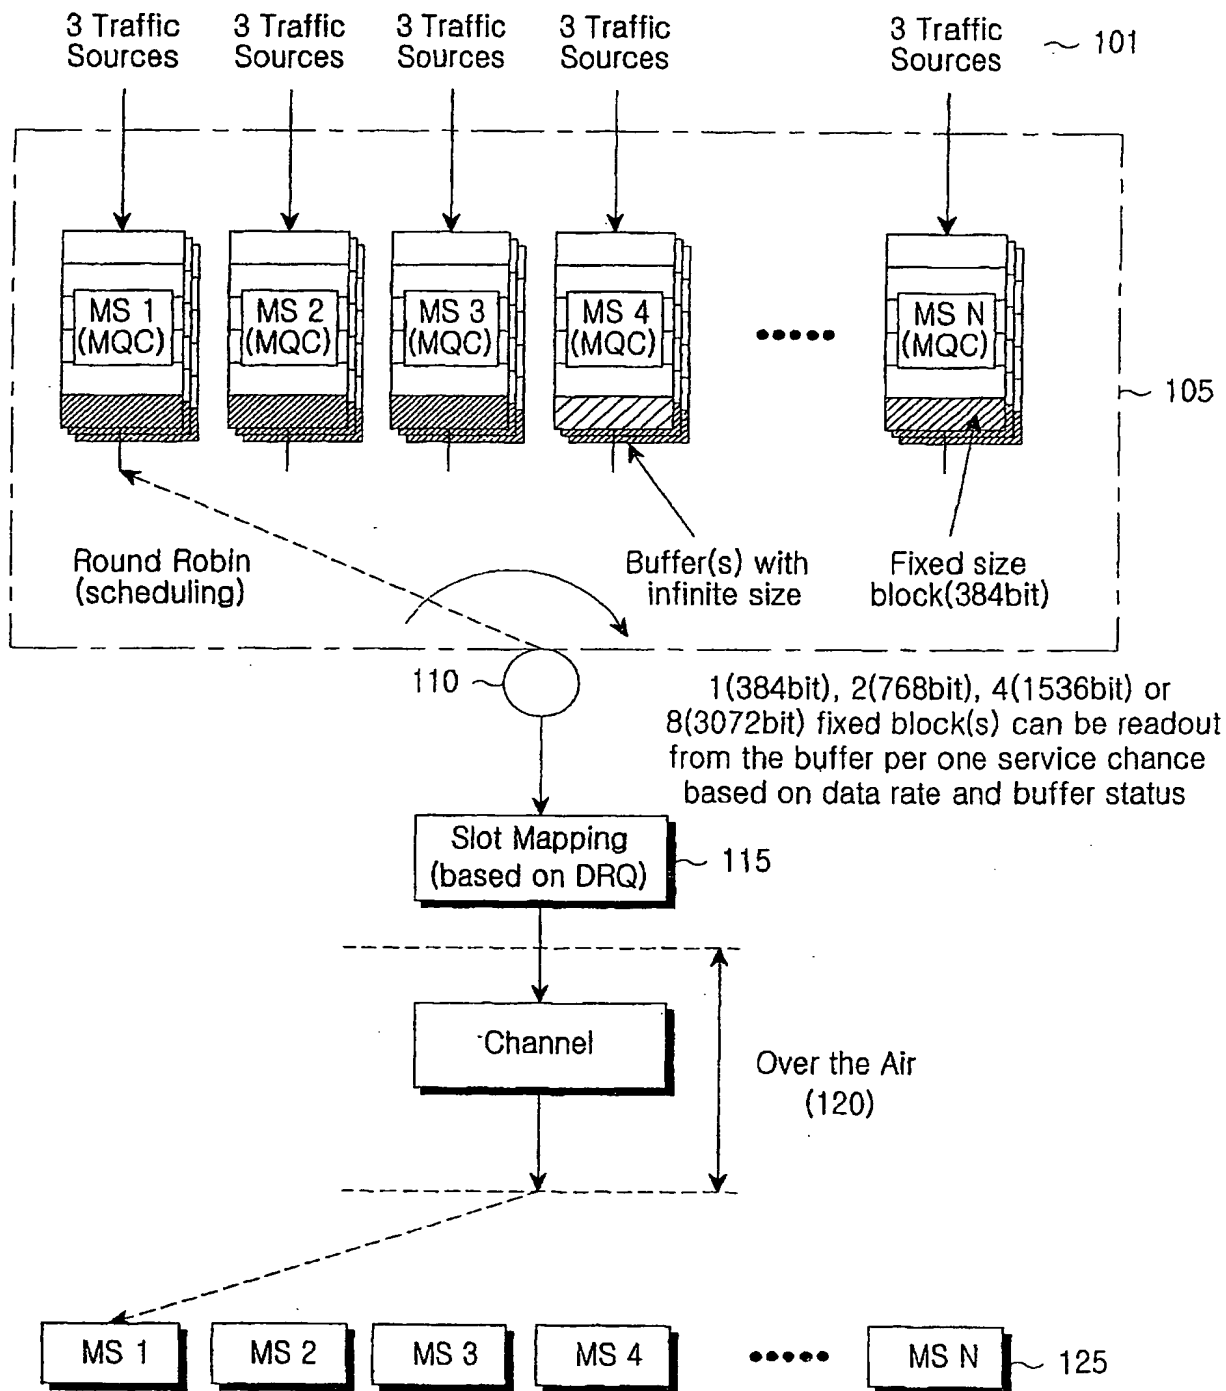 3 Traffic Sources
3 Traffic Sources
3 Traffic Sources
3 Traffic Sources
3 Traffic Sources
101
MS 1
(MQC)
MS 2
(MQC)
MS 3
(MQC)
MS 4
(MQC)
MS N
(MQC)
105
Round Robin
(scheduling)
Buffer(s) with
infinite size
Fixed size
block(384bit)
110
1(384bit), 2(768bit), 4(1536bit) or
8(3072bit) fixed block(s) can be readout
from the buffer per one service chance
based on data rate and buffer status
Slot Mapping
(based on DRQ)
115
Channel
Over the Air
(120)
MS 1
MS 2
MS 3
MS 4
MS N
125